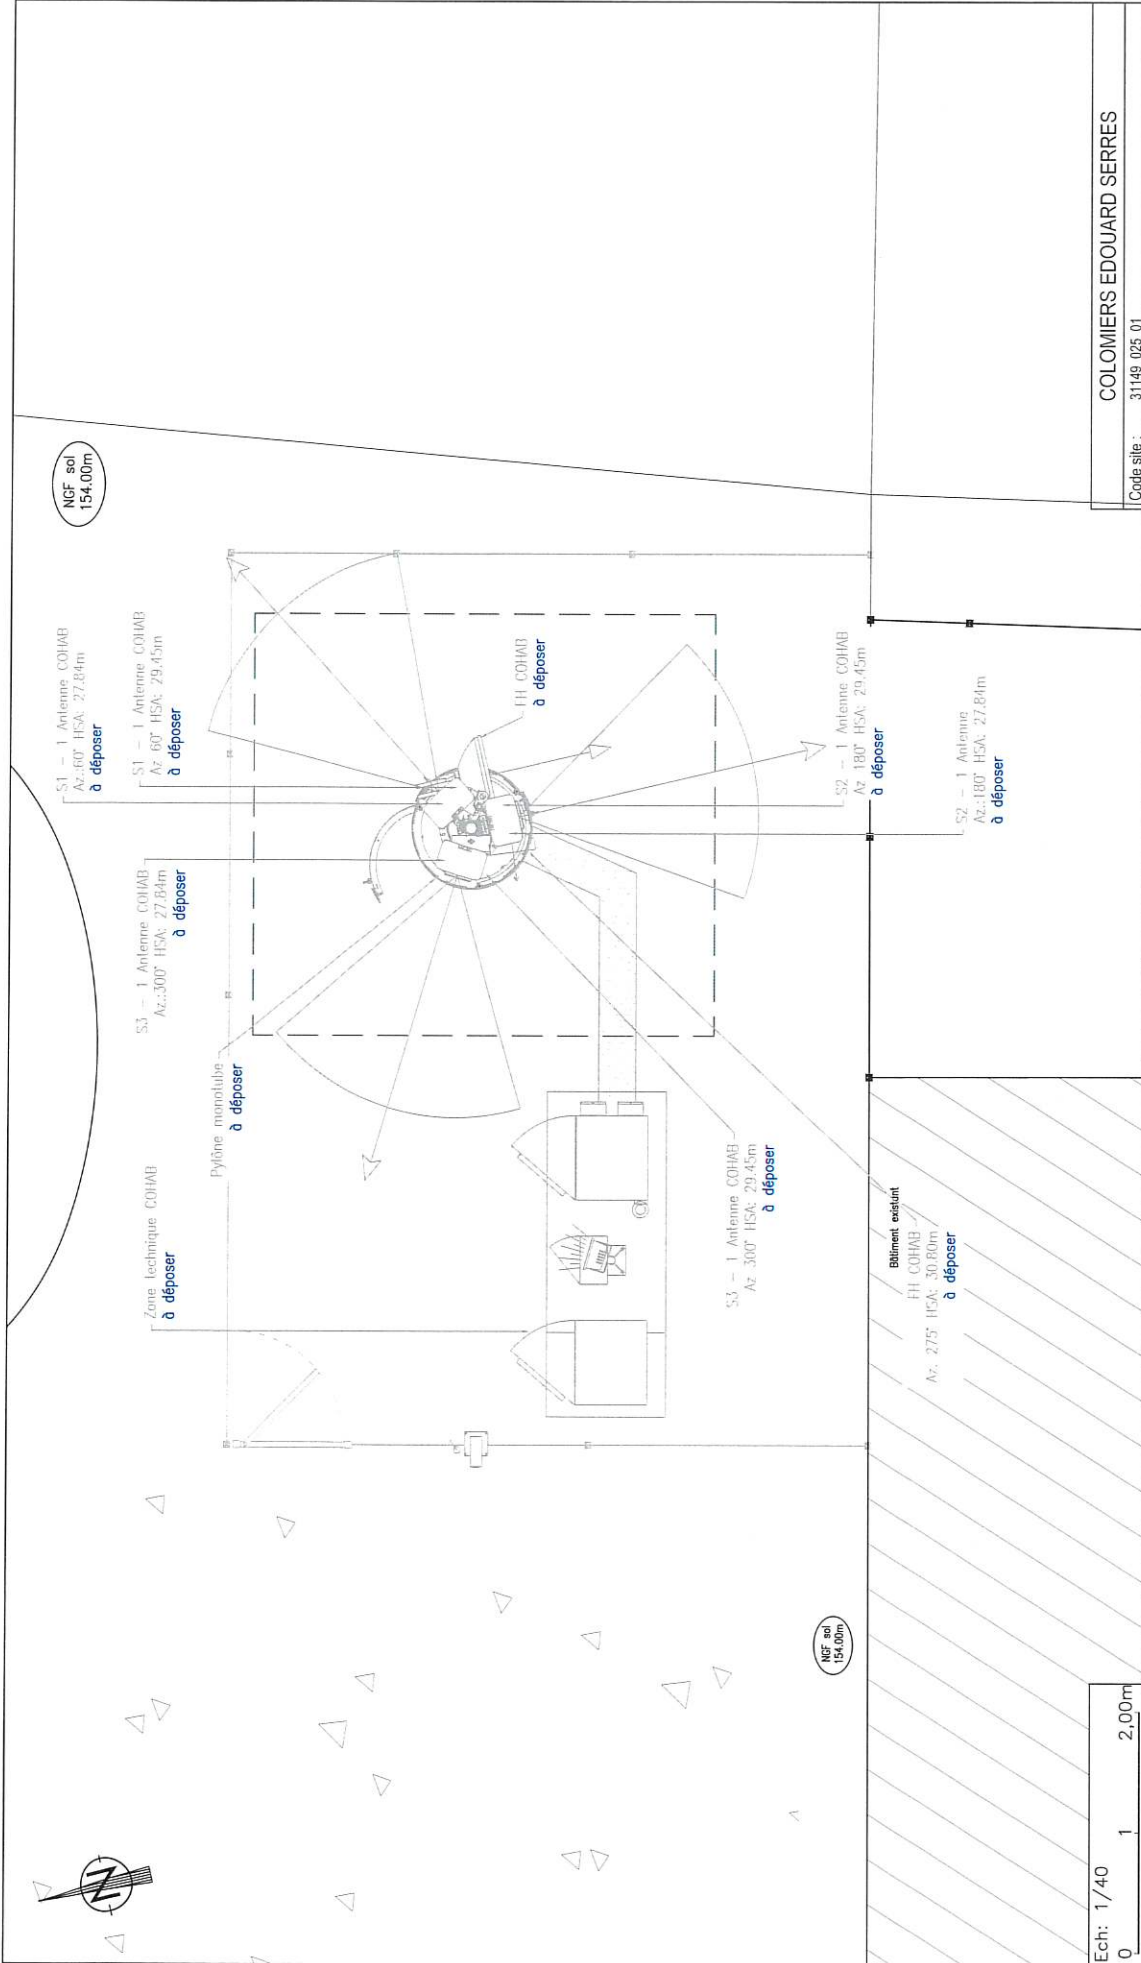 NGF sol
154.00m
S1 - 1 Antenne COHAB
Az.:60° HSA: 27.84m
à déposer
S1 - 1 Antenne COHAB
Az 60° HSA: 29.45m
à déposer
S3 - 1 Antenne COHAB
Az.:300° HSA: 27.84m
à déposer
Pylône monotube
à déposer
Zone technique COHAB
à déposer
FH COHAB
à déposer
S2 - 1 Antenne COHAB
Az 180° HSA: 29.45m
à déposer
S2 - 1 Antenne
Az.:180° HSA: 27.84m
à déposer
S3 - 1 Antenne COHAB
Az 300° HSA: 29.45m
à déposer
Bâtiment existant
FH COHAB
Az. 275° HSA: 30.80m
à déposer
NGF sol
154.00m
N
Ech: 1/40
0 1 2,00m
COLOMIERS EDOUARD SERRES
Code site : 31149_025_01